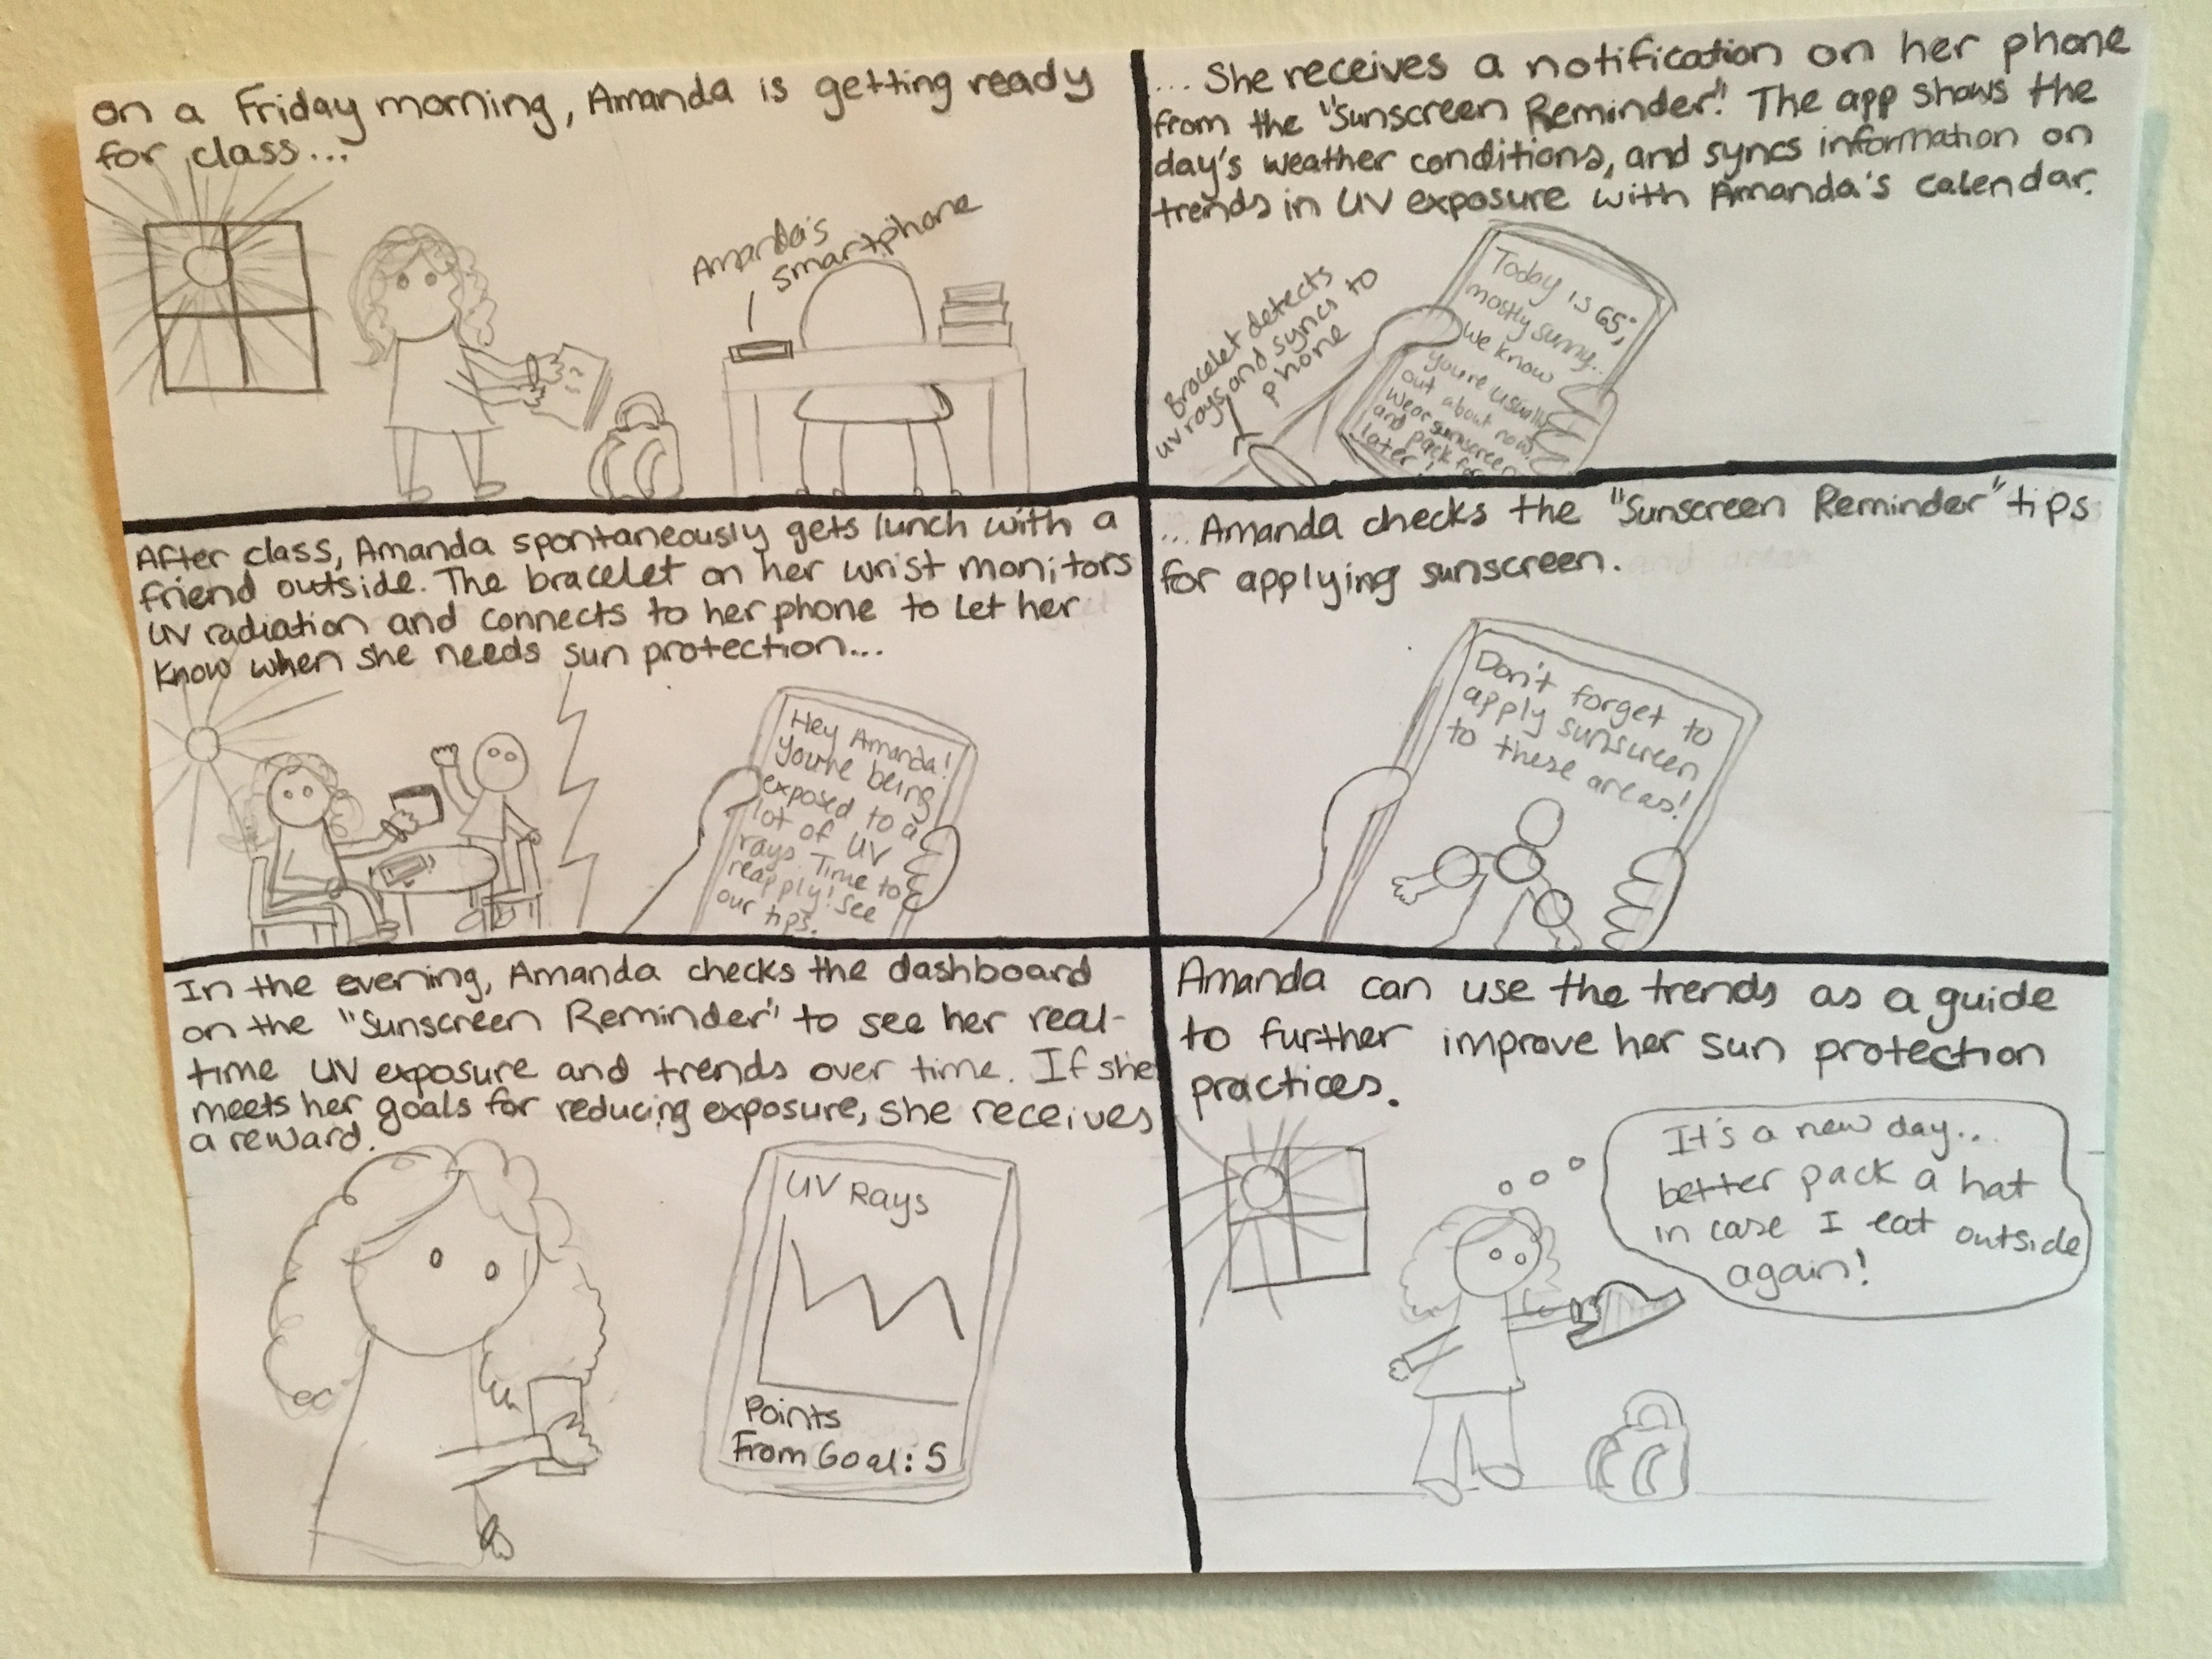 on a Friday morning, Amanda is getting ready
for class...
Amanda's
smartphone
... She receives a notification on her phone
from the "Sunscreen Reminder." The app shows the
day's weather conditions, and syncs information on
trends in UV exposure with Amanda's calendar.
Bracelet detects
uv rays, and syncs to
phone
Today is 65°,
mostly sunny...
We know
you're usually
out about now.
wear sunscreen
and pack for
later!
After class, Amanda spontaneously gets lunch with a
friend outside. The bracelet on her wrist monitors
UV radiation and connects to her phone to let her
know when she needs sun protection...
Hey Amanda!
You're being
exposed to a
lot of UV
rays. Time to
reapply! see
our tips.
... Amanda checks the "Sunscreen Reminder" tips
for applying sunscreen.
Don't forget to
apply sunscreen
to these areas!
In the evening, Amanda checks the dashboard
on the "Sunscreen Reminder" to see her real-
time UV exposure and trends over time. If she
meets her goals for reducing exposure, she receives
a reward.
UV Rays
Points
From Goal: 5
Amanda can use the trends as a guide
to further improve her sun protection
practices.
It's a new day...
better pack a hat
in case I eat outside
again!